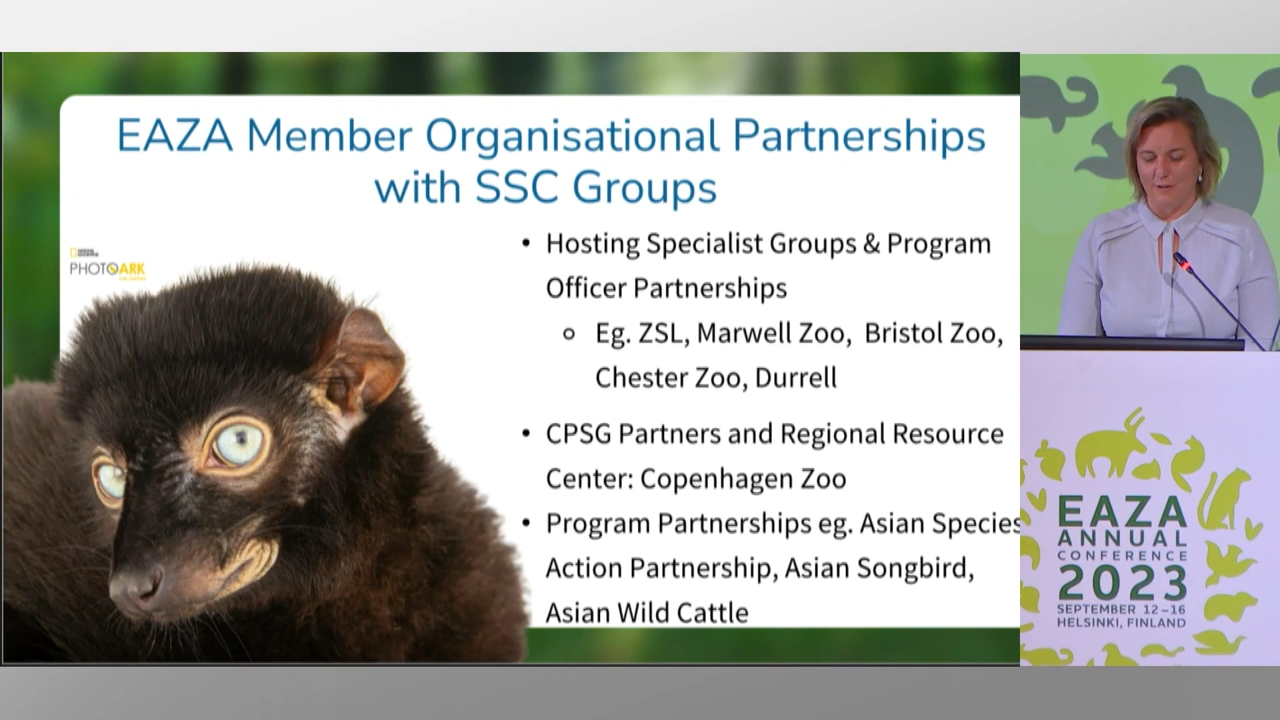 EAZA Member Organisational Partnerships
with SSC Groups
• Hosting Specialist Groups & Program
Officer Partnerships
Eg. ZSL, Marwell Zoo, Bristol Zoo,
Chester Zoo, Durrell
• CPSG Partners and Regional Resource
Center: Copenhagen Zoo
• Program Partnerships eg. Asian Species
Action Partnership, Asian Songbird,
Asian Wild Cattle
PHOTO ARK
EAZA
ANNUAL
CONFERENCE
2023
SEPTEMBER 12–16
HELSINKI, FINLAND